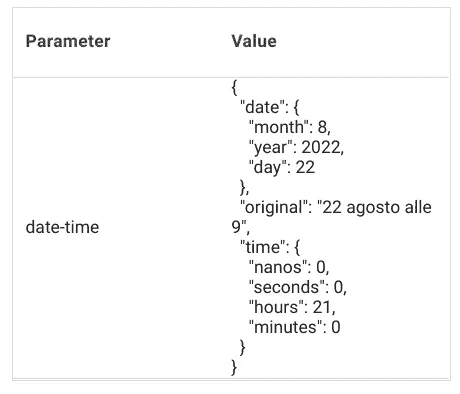 Parameter Value
{
"date": {
"month": 8,
"year": 2022,
"day": 22
},
"original": "22 agosto alle
date-time 9",
"time": {
"nanos": 0,
"seconds": 0,
"hours": 21,
"minutes": 0
}
}